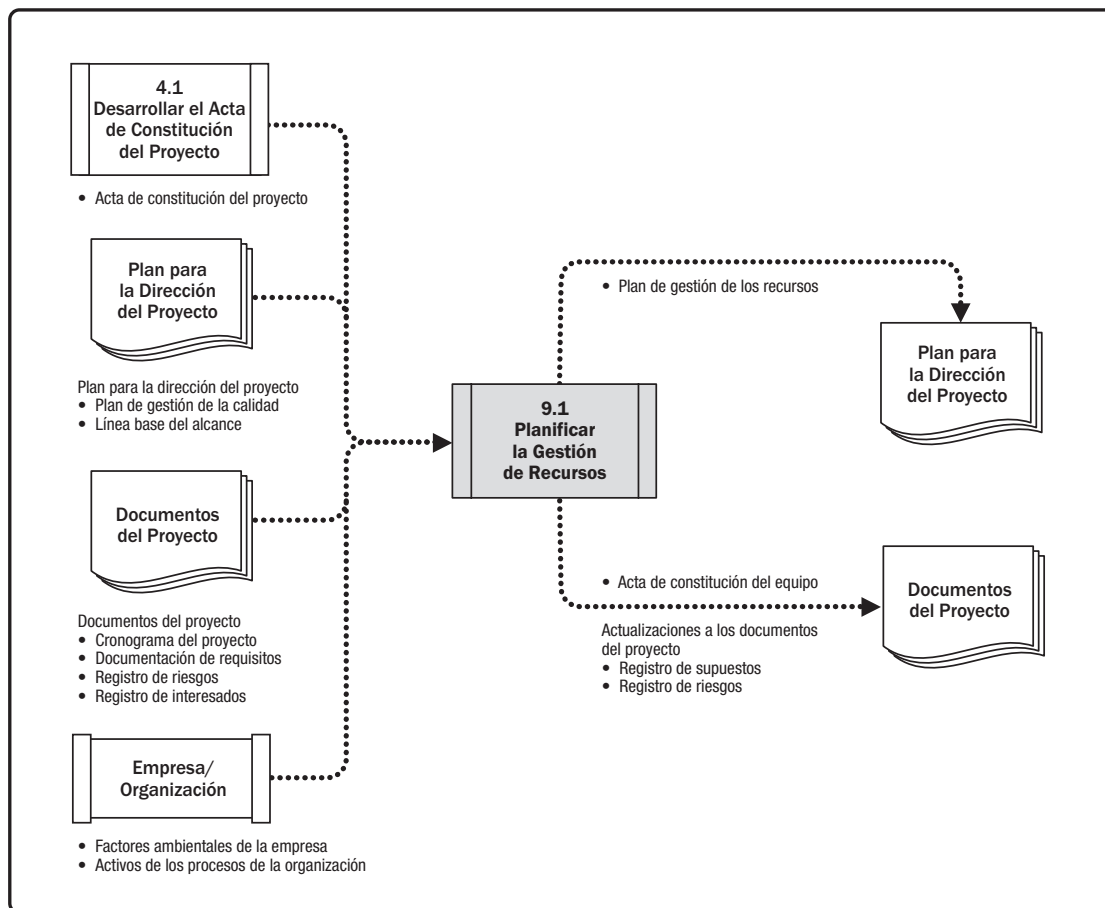 4.1
Desarrollar el Acta
de Constitución
del Proyecto
• Acta de constitución del proyecto
Plan para
la Dirección
del Proyecto
Plan para la dirección del proyecto
• Plan de gestión de la calidad
• Línea base del alcance
Documentos
del Proyecto
Documentos del proyecto
• Cronograma del proyecto
• Documentación de requisitos
• Registro de riesgos
• Registro de interesados
Empresa/
Organización
• Factores ambientales de la empresa
• Activos de los procesos de la organización
9.1
Planificar
la Gestión
de Recursos
• Plan de gestión de los recursos
Plan para
la Dirección
del Proyecto
• Acta de constitución del equipo
Actualizaciones a los documentos
del proyecto
• Registro de supuestos
• Registro de riesgos
Documentos
del Proyecto